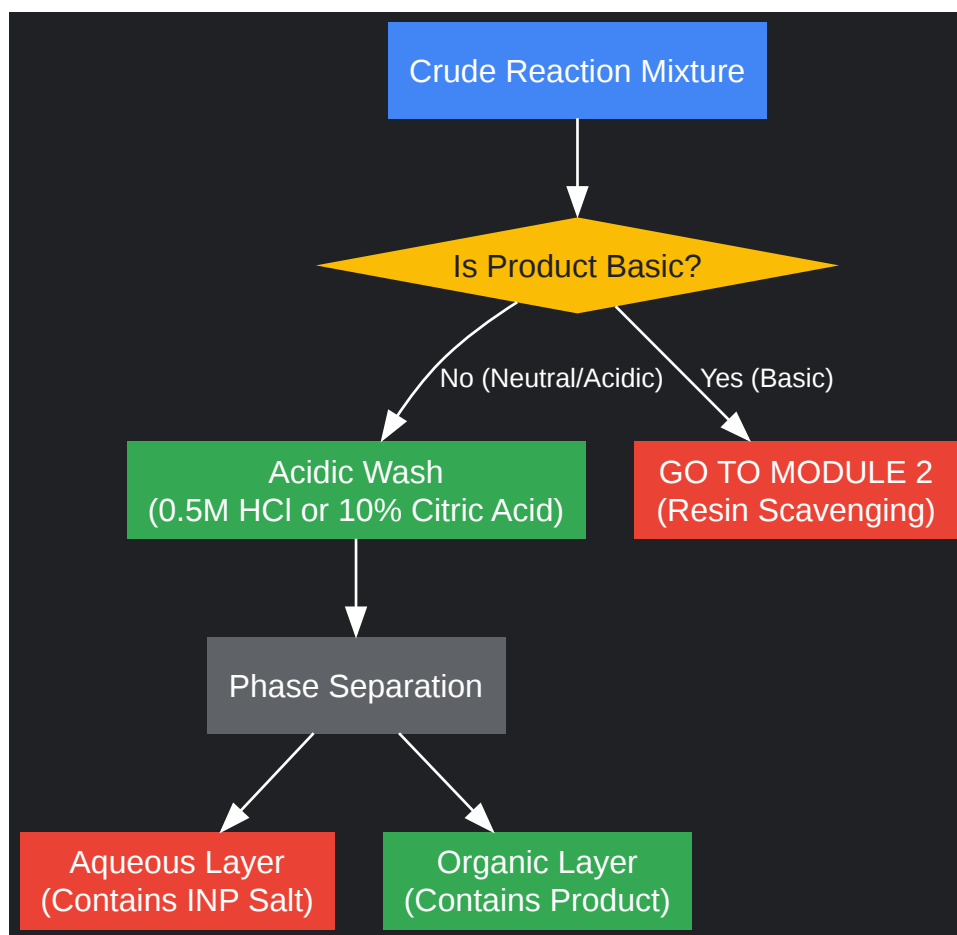 Crude Reaction Mixture
Is Product Basic?
No (Neutral/Acidic)
Yes (Basic)
Acidic Wash
(0.5M HCl or 10% Citric Acid)
GO TO MODULE 2
(Resin Scavenging)
Phase Separation
Aqueous Layer
(Contains INP Salt)
Organic Layer
(Contains Product)